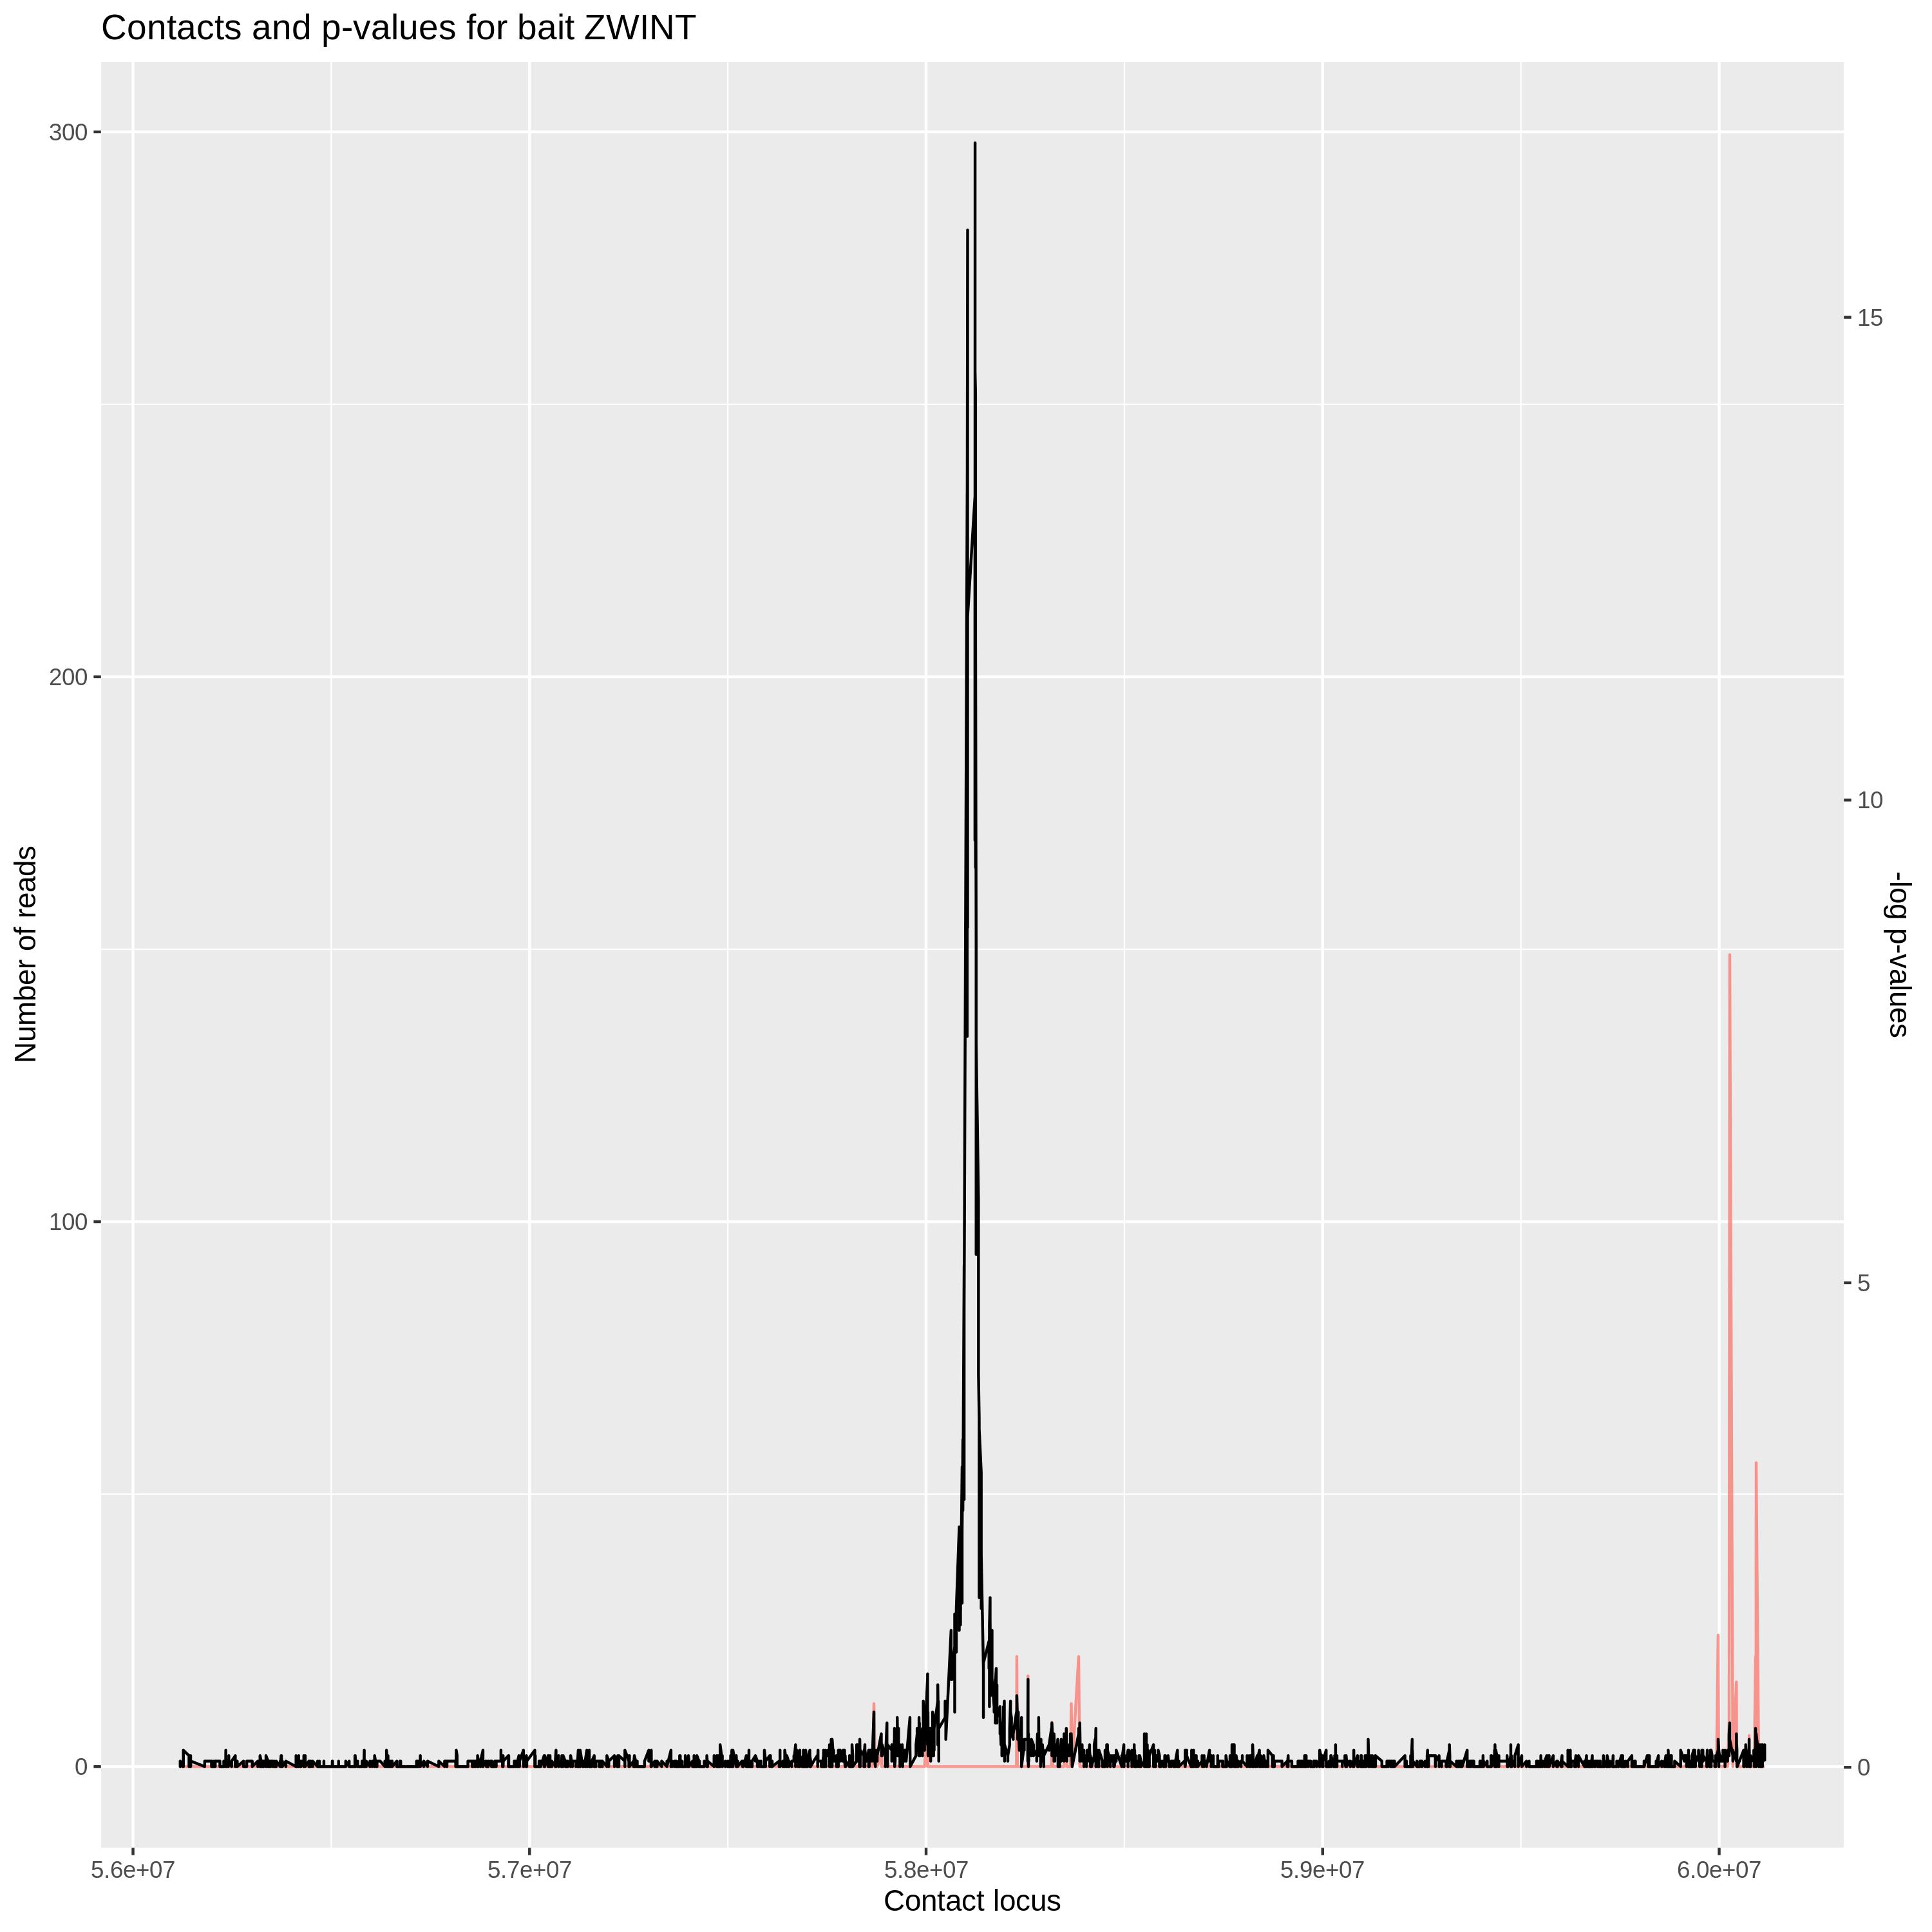 Contacts and p-values for bait ZWINT
300
200
100
0
Number of reads
15
10
5
0
-log p-values
5.6e+07 5.7e+07 5.8e+07 5.9e+07 6.0e+07
Contact locus